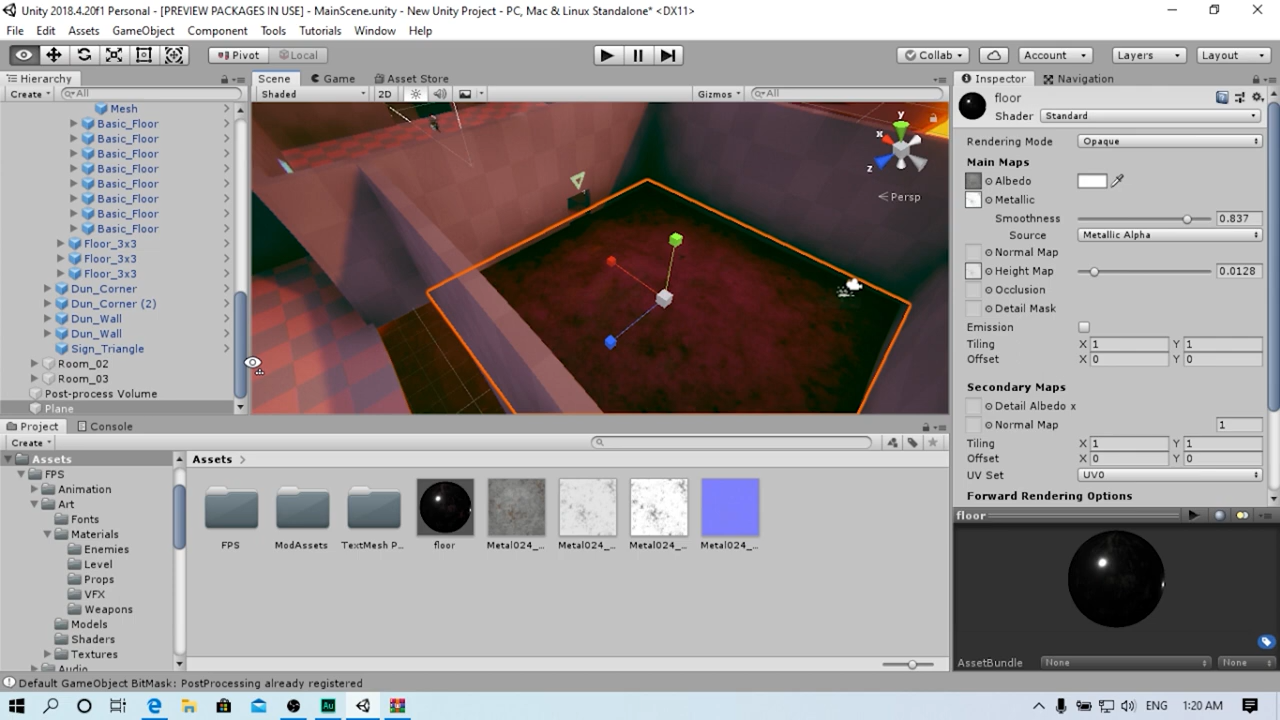 Unity 2018.4.20f1 Personal - [PREVIEW PACKAGES IN USE] - MainScene.unity - New Unity Project - PC, Mac & Linux Standalone* <DX11>
File Edit Assets GameObject Component Tools Tutorials Window Help
Pivot Local Collab Account Layers Layout
Hierarchy
Create All
Mesh
Basic_Floor
Basic_Floor
Basic_Floor
Basic_Floor
Basic_Floor
Basic_Floor
Basic_Floor
Basic_Floor
Floor_3x3
Floor_3x3
Floor_3x3
Dun_Corner
Dun_Corner (2)
Dun_Wall
Dun_Wall
Sign_Triangle
Room_02
Room_03
Post-process Volume
Plane
Scene Game Asset Store
Shaded 2D Gizmos All
y
x
z
Persp
Inspector Navigation
floor
Shader Standard
Rendering Mode Opaque
Main Maps
Albedo
Metallic
Smoothness 0.837
Source Metallic Alpha
Normal Map
Height Map 0.0128
Occlusion
Detail Mask
Emission
Tiling X 1 Y 1
Offset X 0 Y 0
Secondary Maps
Detail Albedo x
Normal Map 1
Tiling X 1 Y 1
Offset X 0 Y 0
UV Set UV0
Forward Rendering Options
floor
AssetBundle None None
Project Console
Create
Assets
FPS
Animation
Art
Fonts
Materials
Enemies
Level
Props
VFX
Weapons
Models
Shaders
Textures
Audio
Assets
FPS ModAssets TextMesh P... floor Metal024_... Metal024_... Metal024_... Metal024_...
Default GameObject BitMask: PostProcessing already registered
Au
ENG 1:20 AM